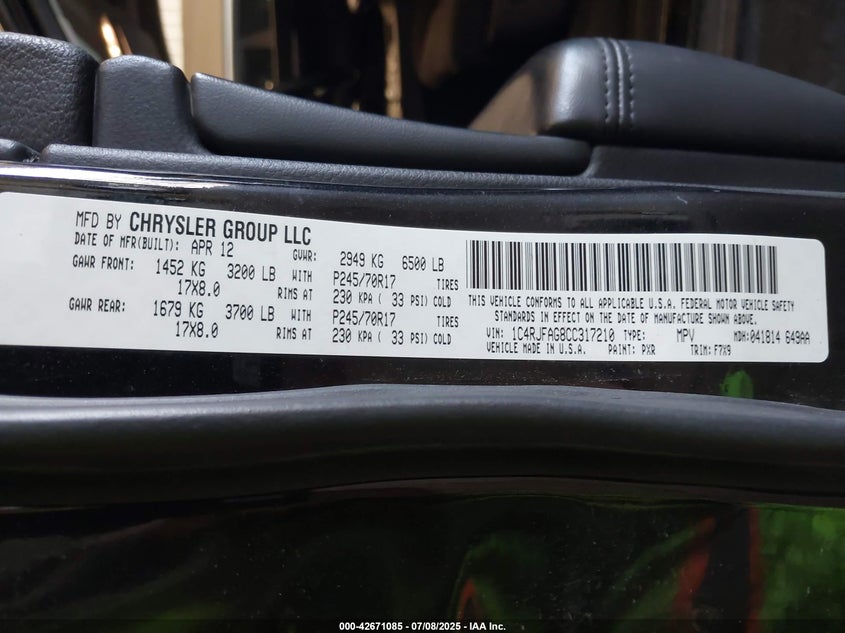 MFD BY CHRYSLER GROUP LLC
DATE OF MFR(BUILT): APR 12 GVWR: 2949 KG 6500 LB
GAWR FRONT: 1452 KG 3200 LB WITH P245/70R17 TIRES
17X8.0 RIMS AT 230 KPA ( 33 PSI) COLD
GAWR REAR: 1679 KG 3700 LB WITH P245/70R17 TIRES
17X8.0 RIMS AT 230 KPA ( 33 PSI) COLD
THIS VEHICLE CONFORMS TO ALL APPLICABLE U.S.A. FEDERAL MOTOR VEHICLE SAFETY
STANDARDS IN EFFECT ON THE DATE OF MANUFACTURE SHOWN ABOVE.
VIN: 1C4RJFAG8CC317210 TYPE: MPV MDH:041814 649AA
VEHICLE MADE IN U.S.A. PAINT: PXR TRIM: F7X9
000-42671085 - 07/08/2025 - IAA Inc.